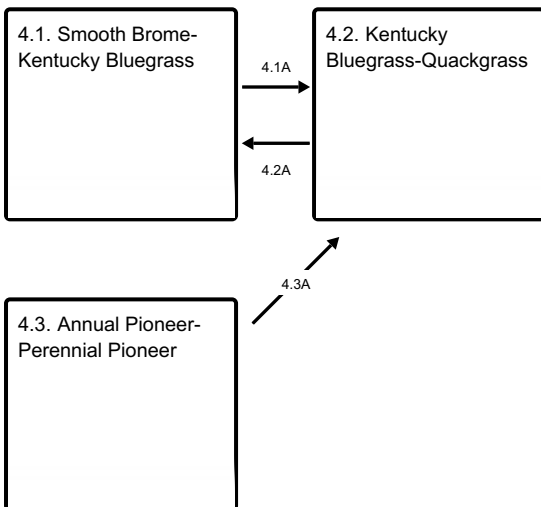 4.1. Smooth Brome-
Kentucky Bluegrass
4.1A
4.2. Kentucky
Bluegrass-Quackgrass
4.2A
4.3A
4.3. Annual Pioneer-
Perennial Pioneer